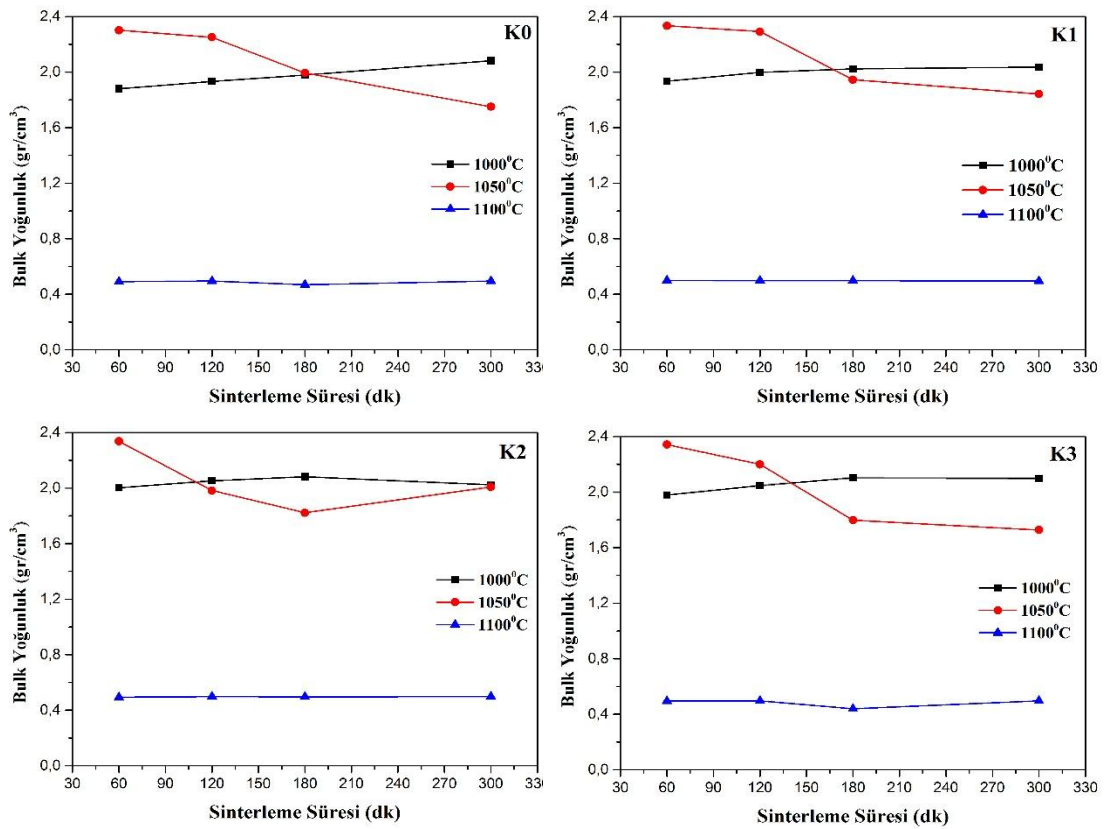 K0
2,4
2,0
1,6
1,2
0,8
0,4
0,0
Bulk Yoğunluk (gr/cm³)
1000⁰C
1050⁰C
1100⁰C
30 60 90 120 150 180 210 240 270 300 330
Sinterleme Süresi (dk)
K1
2,4
2,0
1,6
1,2
0,8
0,4
0,0
Bulk Yoğunluk (gr/cm³)
1000⁰C
1050⁰C
1100⁰C
30 60 90 120 150 180 210 240 270 300 330
Sinterleme Süresi (dk)
K2
2,4
2,0
1,6
1,2
0,8
0,4
0,0
Bulk Yoğunluk (gr/cm³)
1000⁰C
1050⁰C
1100⁰C
30 60 90 120 150 180 210 240 270 300 330
Sinterleme Süresi (dk)
K3
2,4
2,0
1,6
1,2
0,8
0,4
0,0
Bulk Yoğunluk (gr/cm³)
1000⁰C
1050⁰C
1100⁰C
30 60 90 120 150 180 210 240 270 300 330
Sinterleme Süresi (dk)